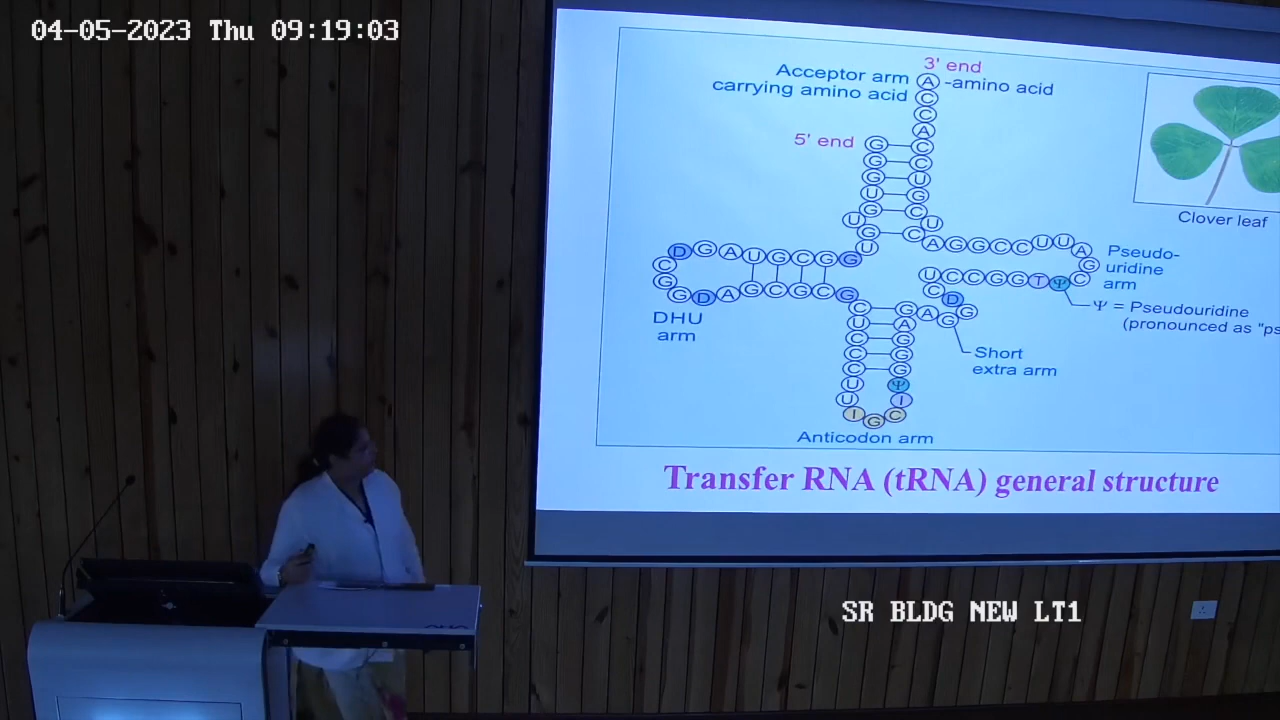 04-05-2023 Thu 09:19:03
3' end
Acceptor arm
carrying amino acid
A -amino acid
C
C
A
5' end
G C
G C
G U
U G
G C
U
G C
U
U
A G G C C U U A
G
C
Ψ
T
G G C C U
C
D
G
G
A
G
D G A U G C G G
C
G
G D A G C G C G
C
U A
C G
C G
C G
U Ψ
U I
I G C
Pseudo-
uridine
arm
Ψ = Pseudouridine
(pronounced as "ps
DHU
arm
Short
extra arm
Anticodon arm
Clover leaf
Transfer RNA (tRNA) general structure
SR BLDG NEW LT1